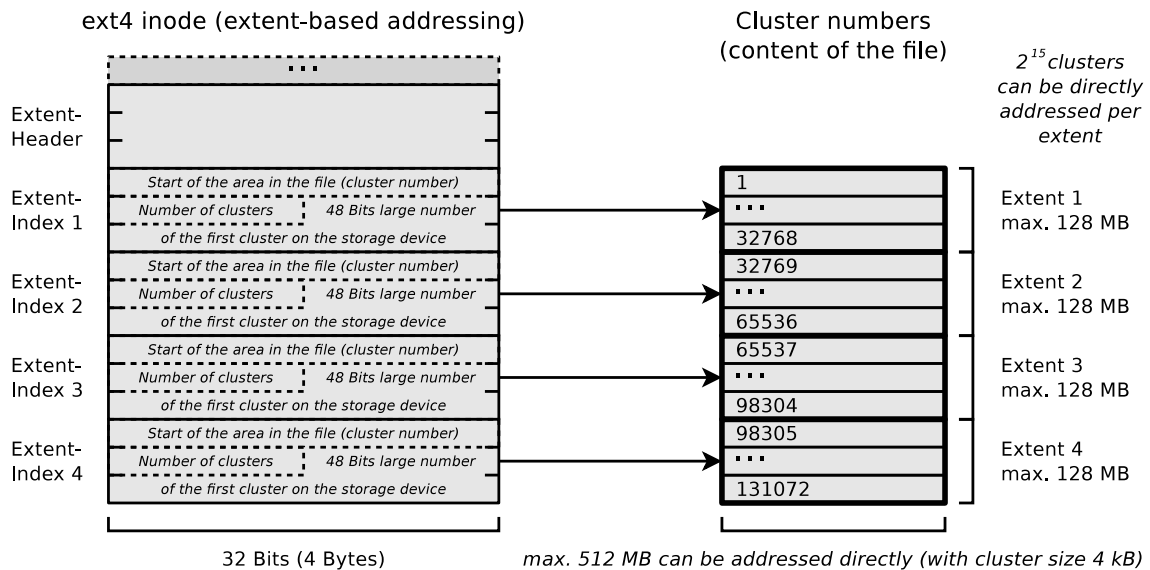 ext4 inode (extent-based addressing)
...
Extent-
Header
Extent-
Index 1
Start of the area in the file (cluster number)
Number of clusters
48 Bits large number
of the first cluster on the storage device
Extent-
Index 2
Start of the area in the file (cluster number)
Number of clusters
48 Bits large number
of the first cluster on the storage device
Extent-
Index 3
Start of the area in the file (cluster number)
Number of clusters
48 Bits large number
of the first cluster on the storage device
Extent-
Index 4
Start of the area in the file (cluster number)
Number of clusters
48 Bits large number
of the first cluster on the storage device
32 Bits (4 Bytes)
Cluster numbers
(content of the file)
1
...
32768
32769
...
65536
65537
...
98304
98305
...
131072
2¹⁵ clusters
can be directly
addressed per
extent
Extent 1
max. 128 MB
Extent 2
max. 128 MB
Extent 3
max. 128 MB
Extent 4
max. 128 MB
max. 512 MB can be addressed directly (with cluster size 4 kB)